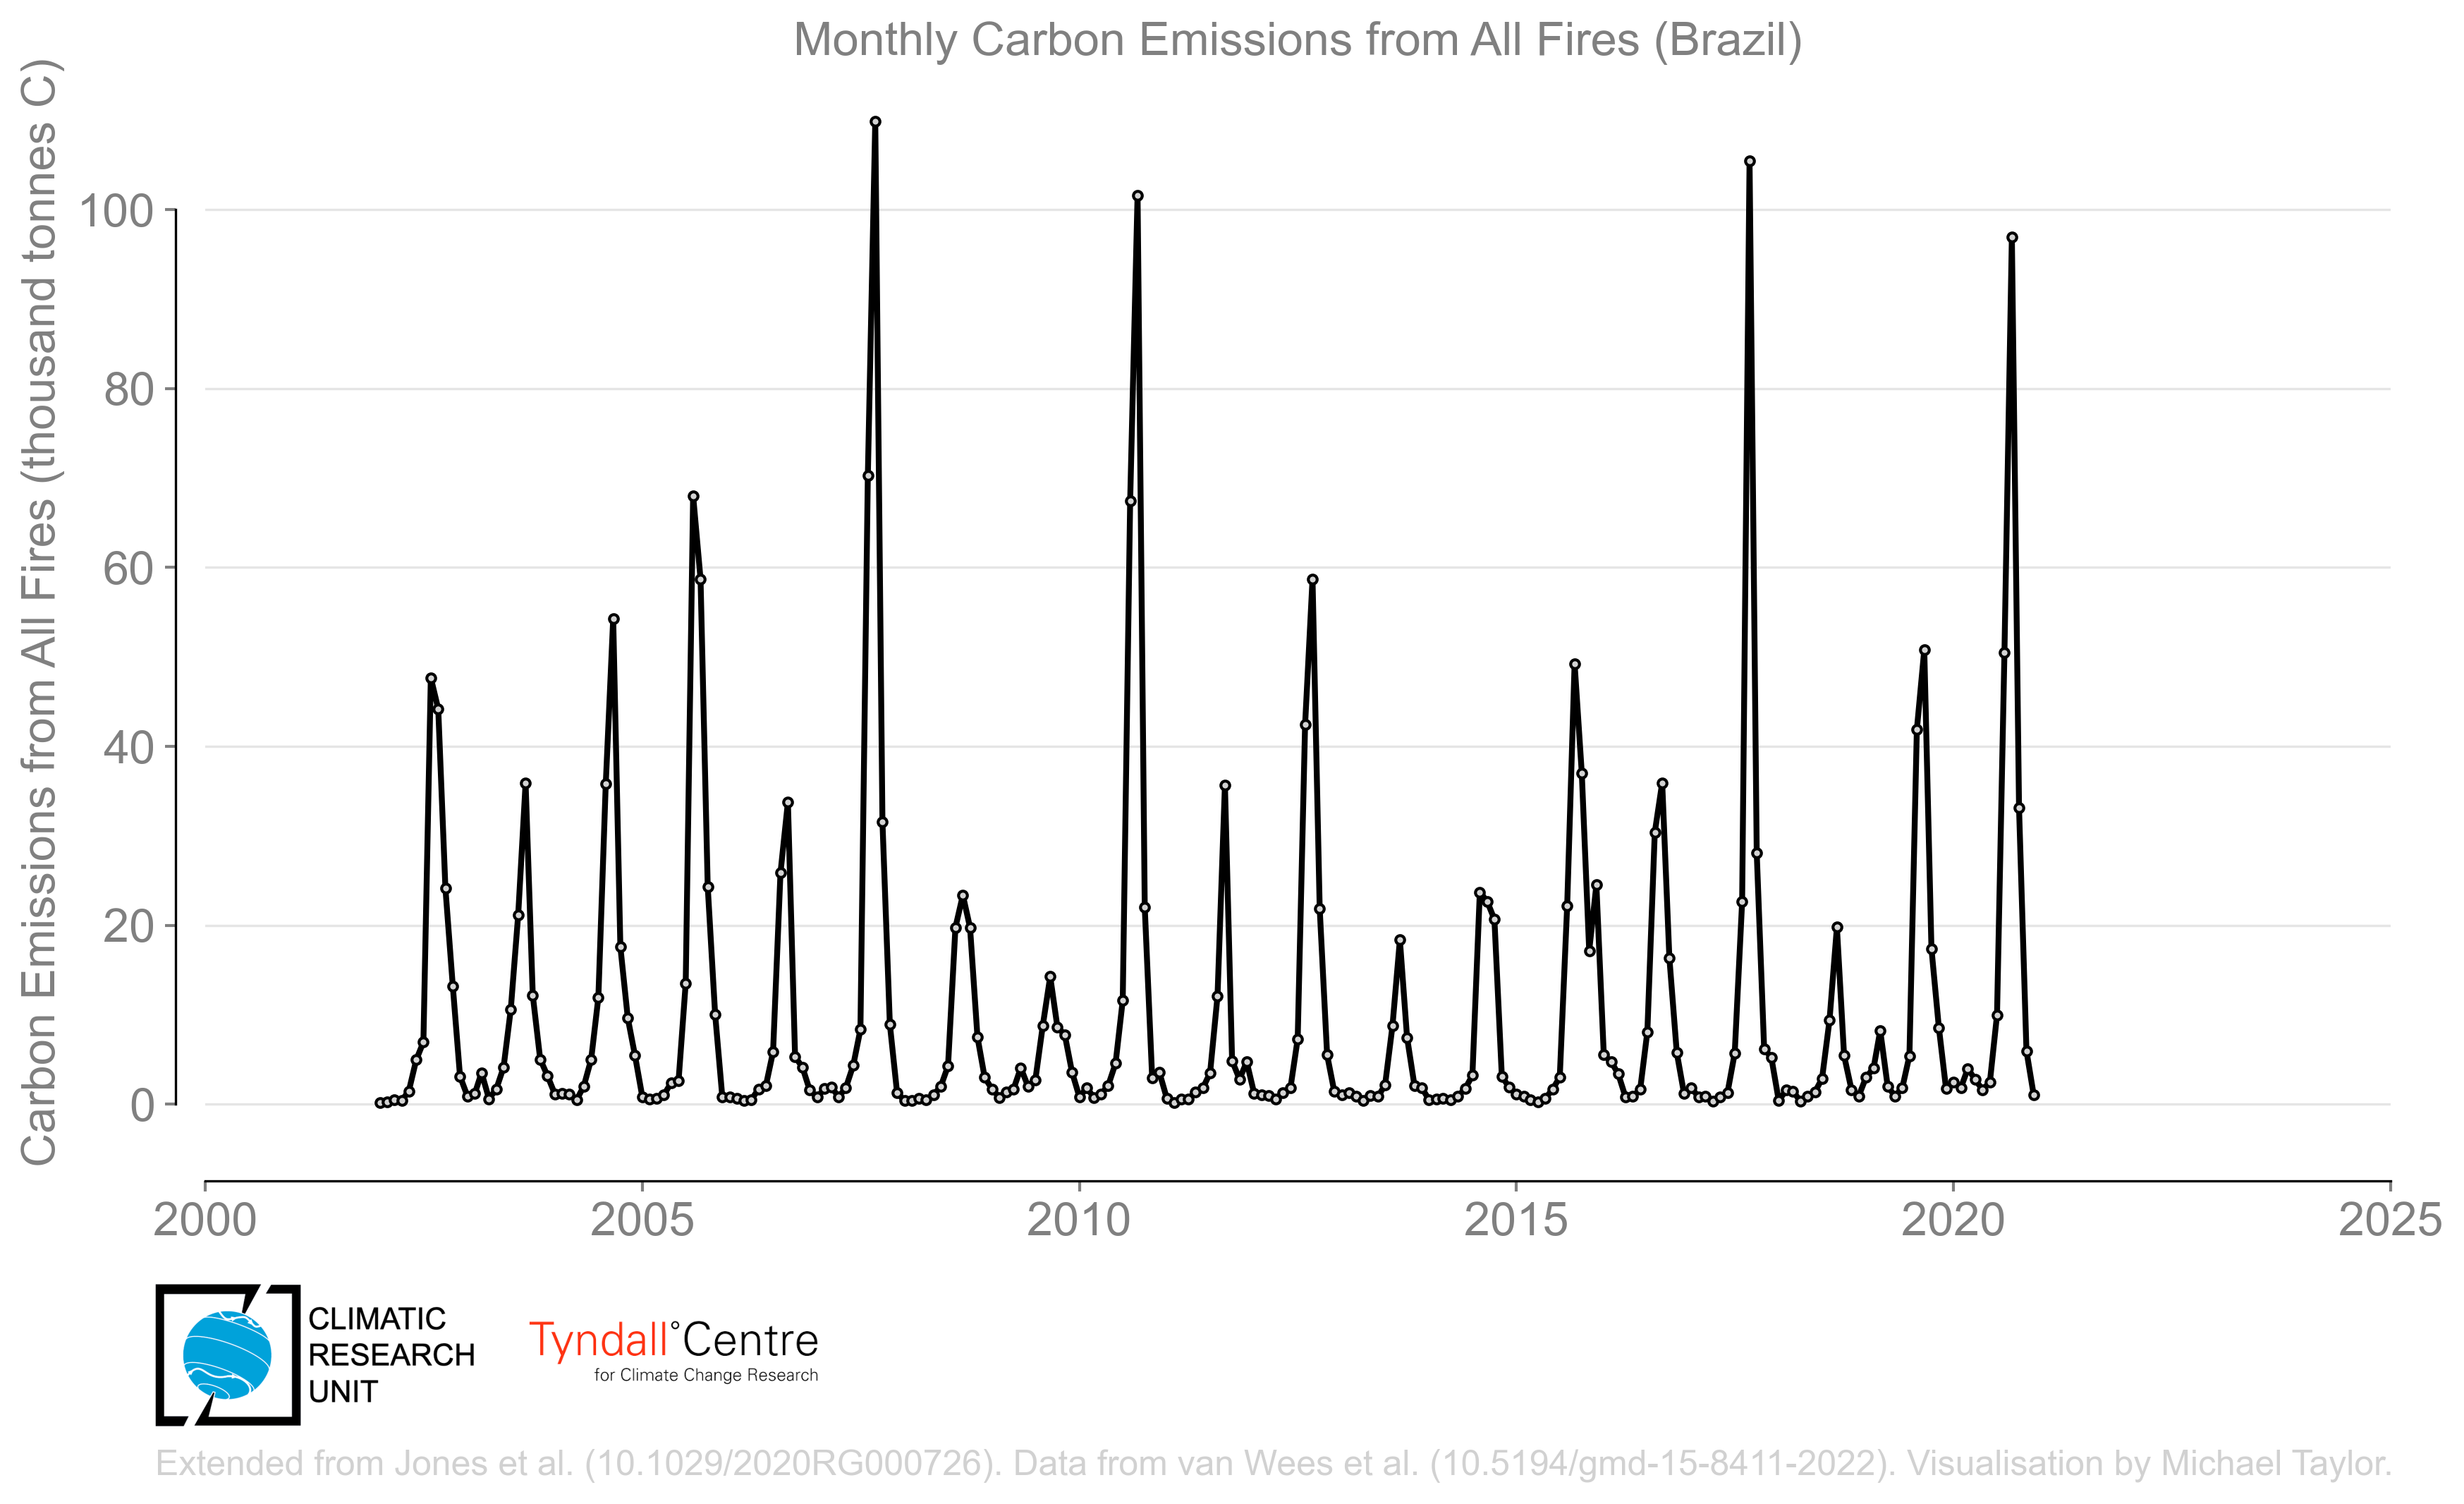 Monthly Carbon Emissions from All Fires (Brazil)
Carbon Emissions from All Fires (thousand tonnes C)
100
80
60
40
20
0
2000 2005 2010 2015 2020 2025
CLIMATIC
RESEARCH
UNIT
Tyndall°Centre
for Climate Change Research
Extended from Jones et al. (10.1029/2020RG000726). Data from van Wees et al. (10.5194/gmd-15-8411-2022). Visualisation by Michael Taylor.